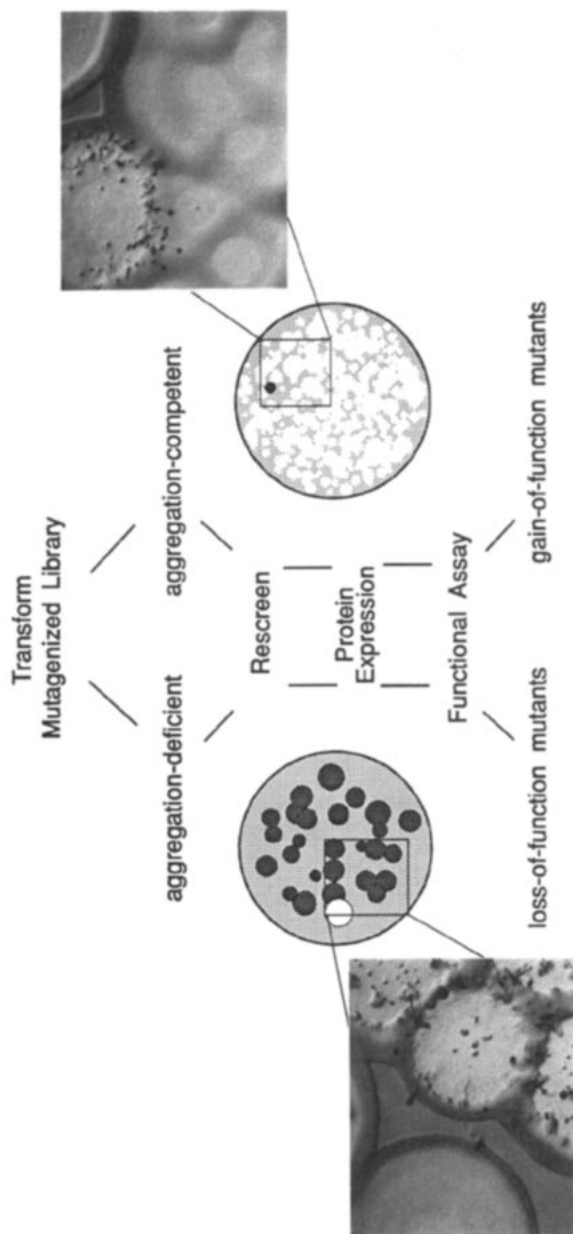 Transform
Mutagenized Library
aggregation-deficient
aggregation-competent
Rescreen
Protein
Expression
Functional Assay
loss-of-function mutants
gain-of-function mutants